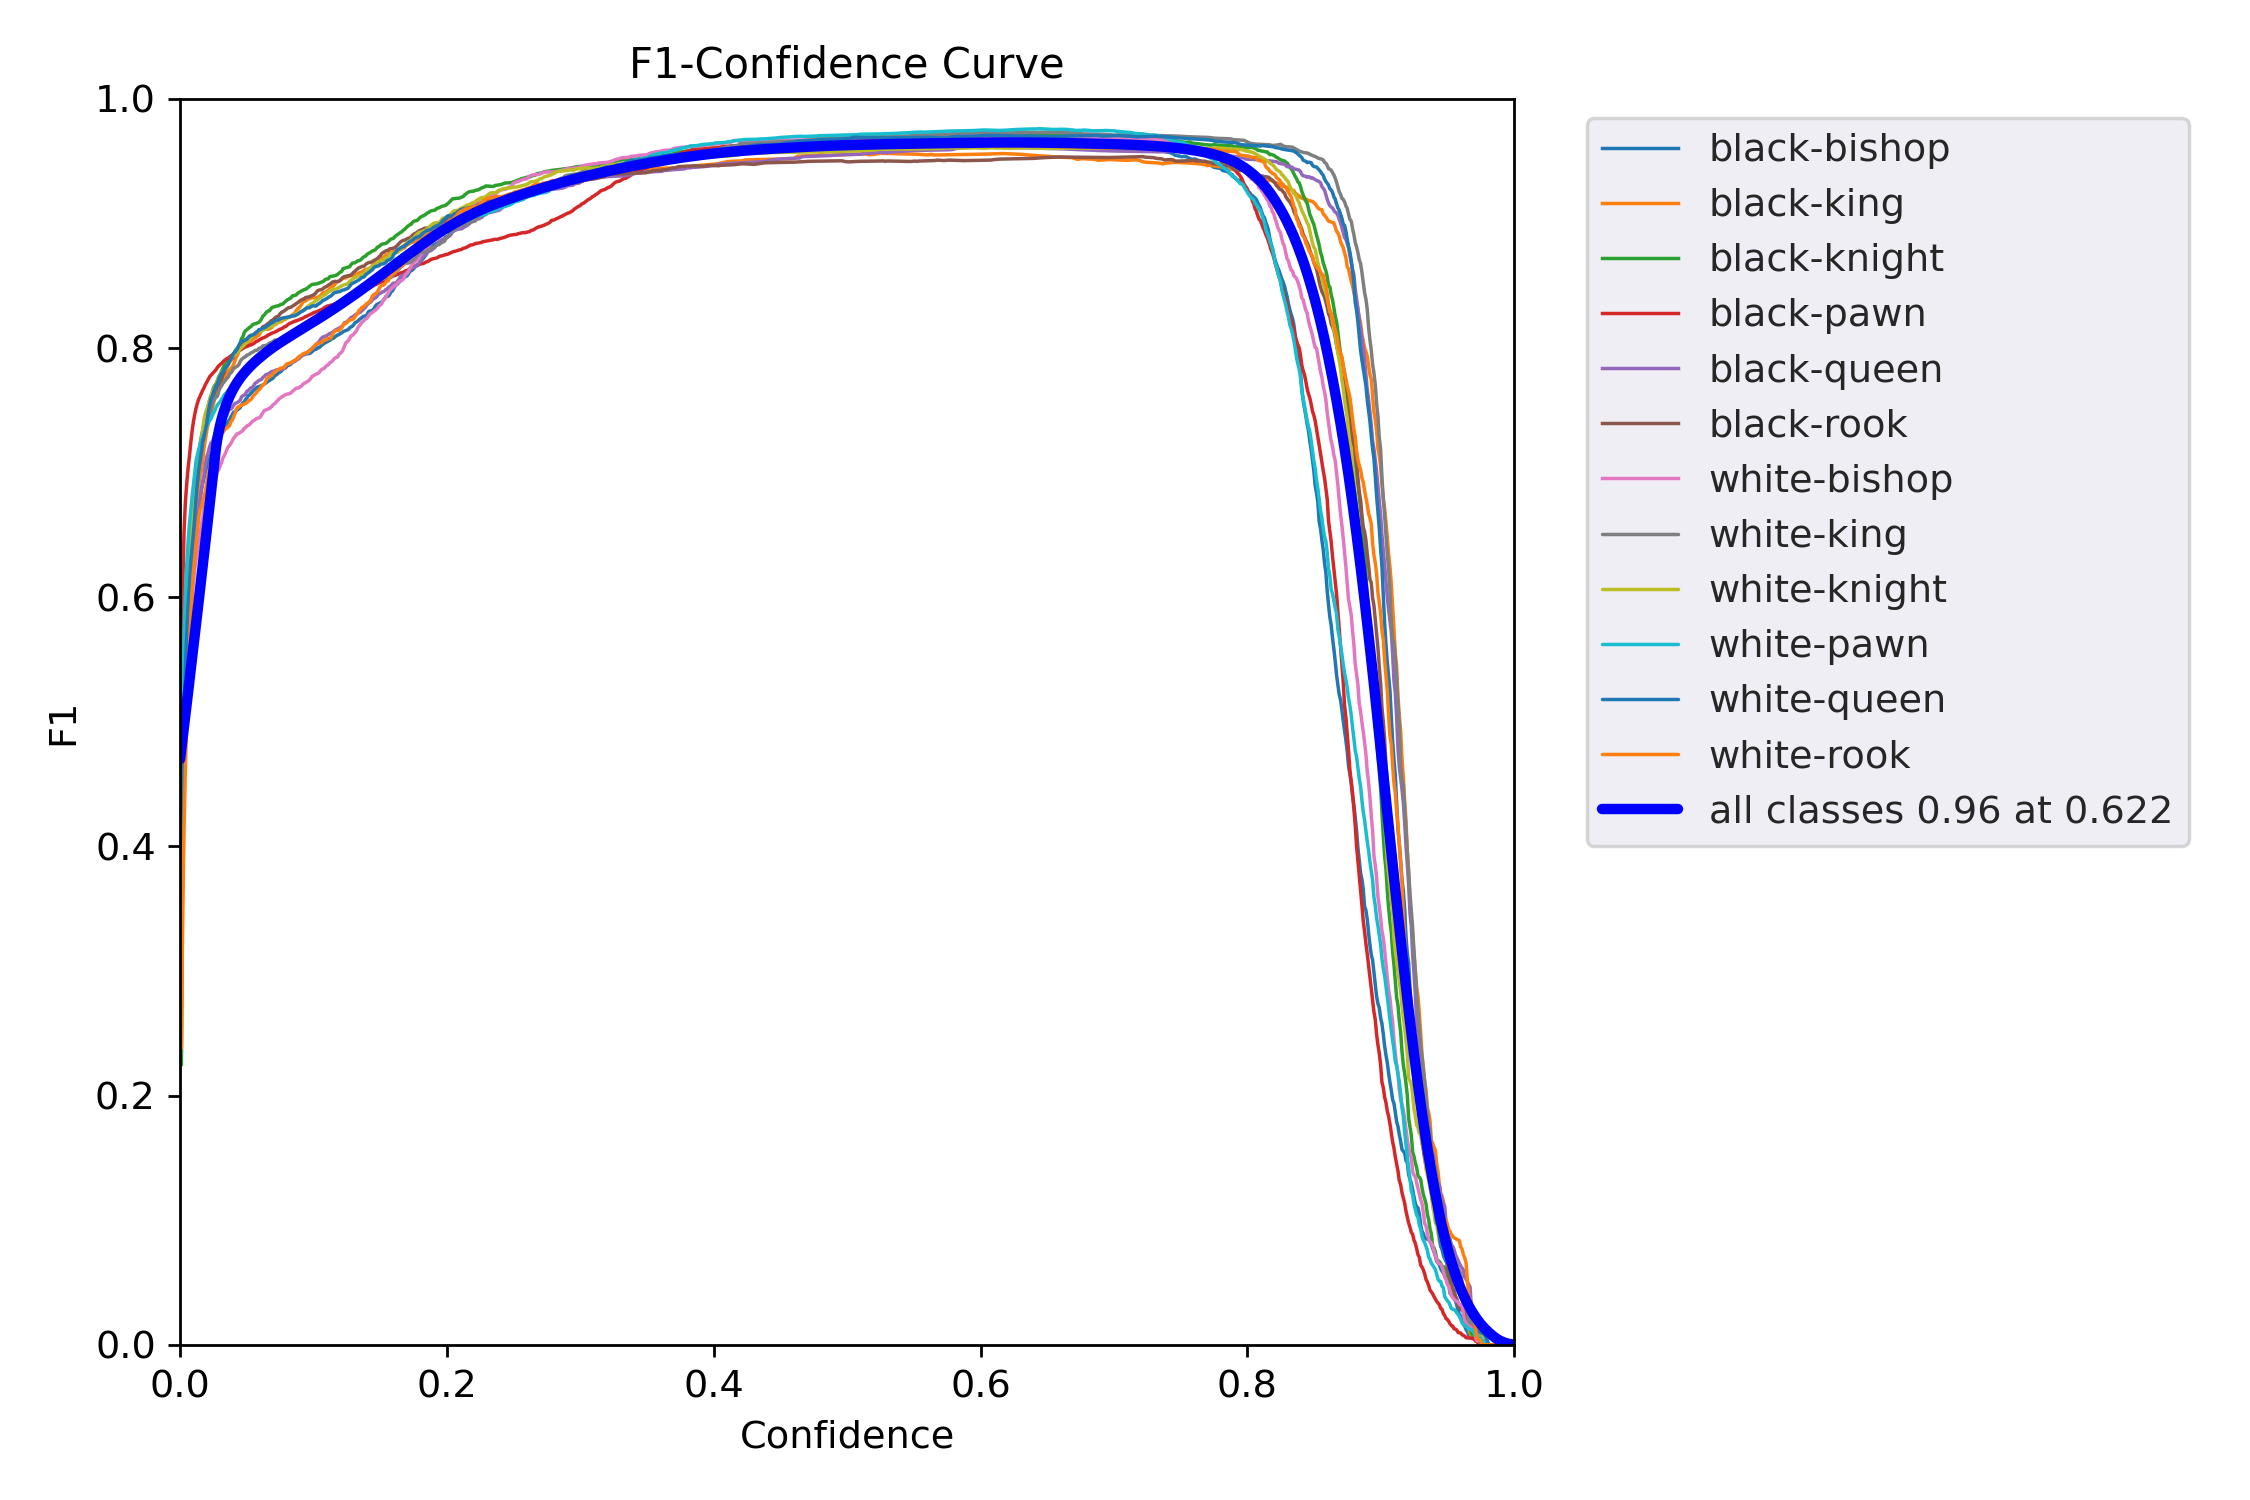 F1-Confidence Curve
1.0
0.8
0.6
0.4
0.2
0.0
F1
0.0 0.2 0.4 0.6 0.8 1.0
Confidence
black-bishop
black-king
black-knight
black-pawn
black-queen
black-rook
white-bishop
white-king
white-knight
white-pawn
white-queen
white-rook
all classes 0.96 at 0.622